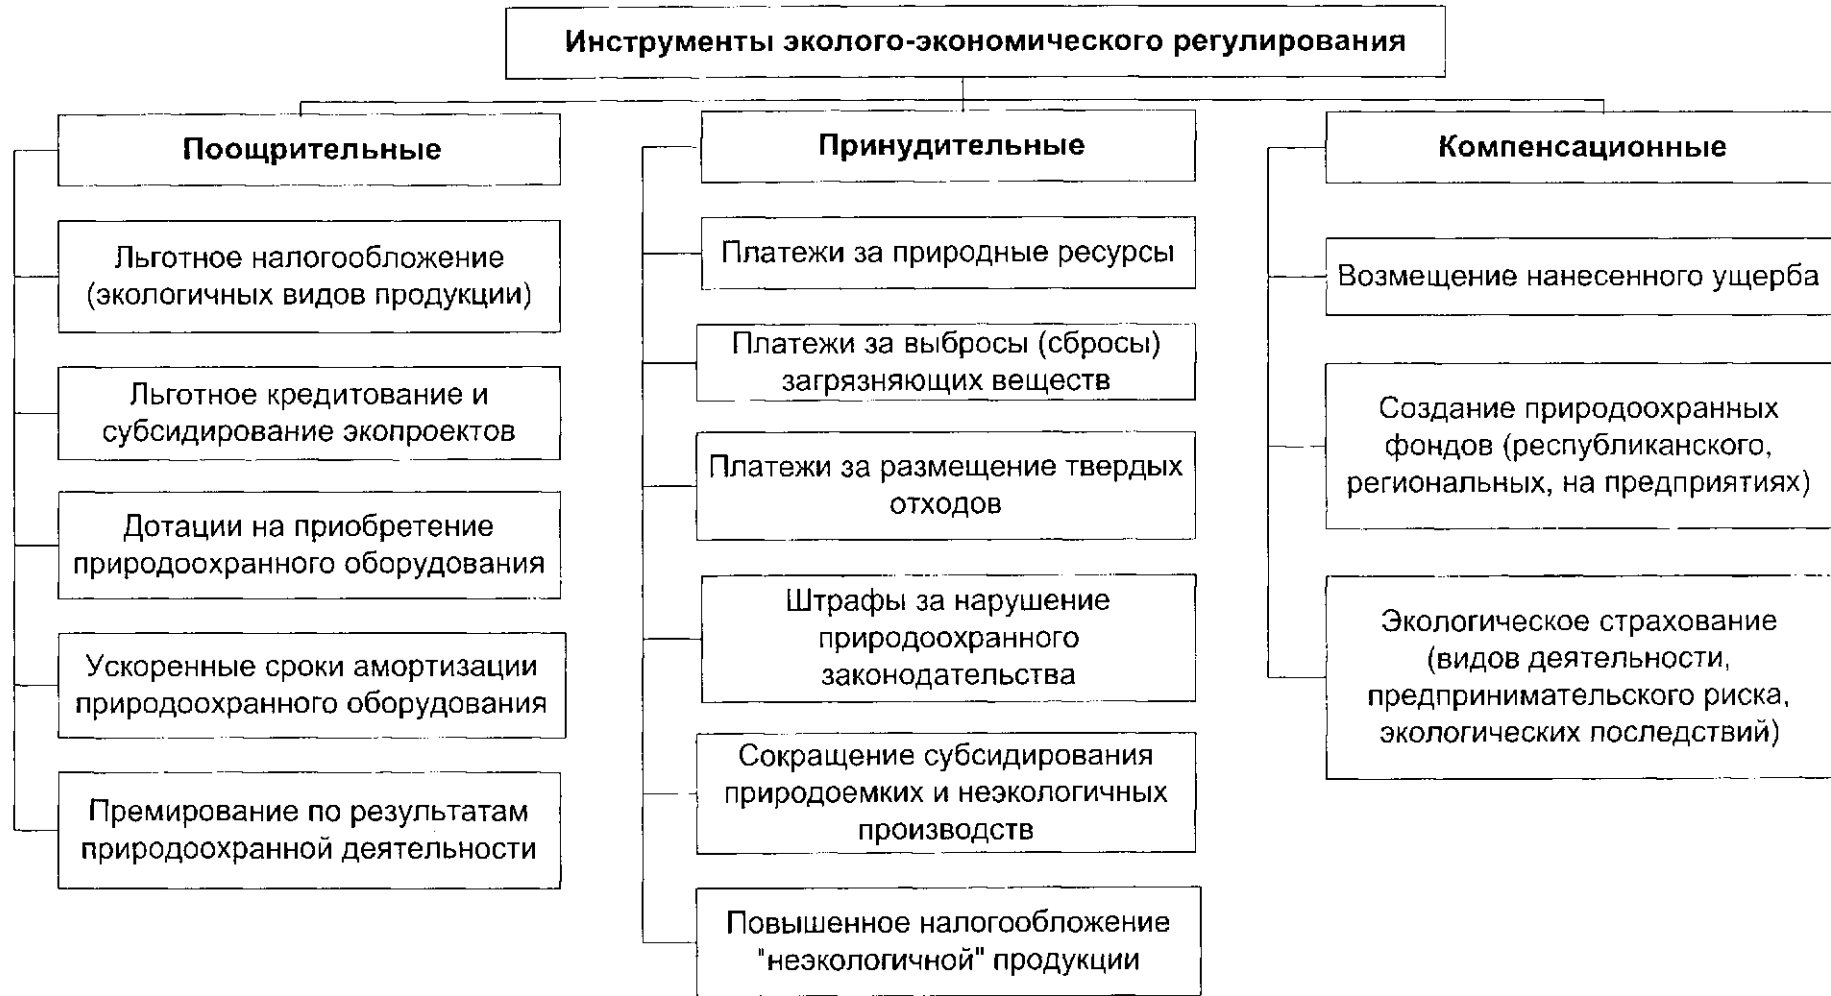 Инструменты эколого-экономического регулирования
Поощрительные
Льготное налогообложение
(экологичных видов продукции)
Льготное кредитование и
субсидирование экопроектов
Дотации на приобретение
природоохранного оборудования
Ускоренные сроки амортизации
природоохранного оборудования
Премирование по результатам
природоохранной деятельности
Принудительные
Платежи за природные ресурсы
Платежи за выбросы (сбросы)
загрязняющих веществ
Платежи за размещение твердых
отходов
Штрафы за нарушение
природоохранного
законодательства
Сокращение субсидирования
природоемких и неэкологичных
производств
Повышенное налогообложение
"неэкологичной" продукции
Компенсационные
Возмещение нанесенного ущерба
Создание природоохранных
фондов (республиканского,
региональных, на предприятиях)
Экологическое страхование
(видов деятельности,
предпринимательского риска,
экологических последствий)